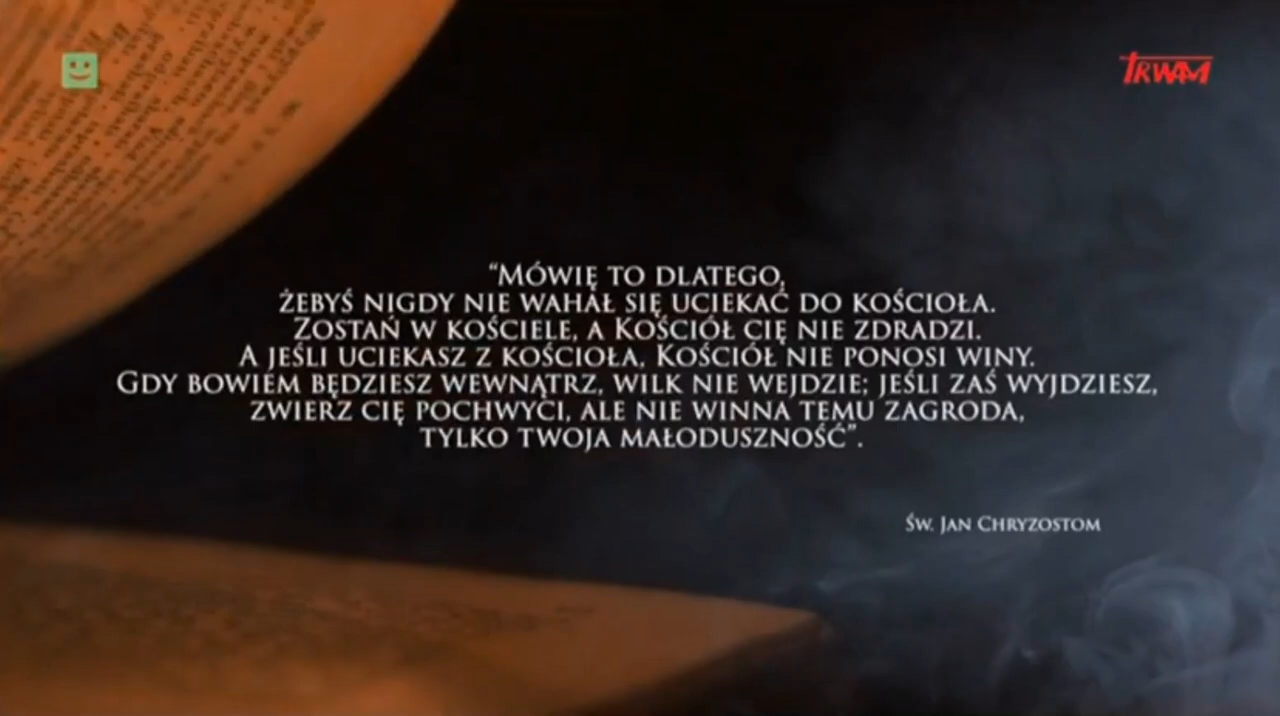 TRWAM
“Mówię to dlatego,
żebyś nigdy nie wahał się uciekać do kościoła.
Zostań w kościele, a Kościół cię nie zdradzi.
A jeśli uciekasz z kościoła, Kościół nie ponosi winy.
Gdy bowiem będziesz wewnątrz, wilk nie wejdzie; jeśli zaś wyjdziesz,
zwierz cię pochwyci, ale nie winna temu zagroda,
tylko twoja małoduszność”.
Św. Jan Chryzostom